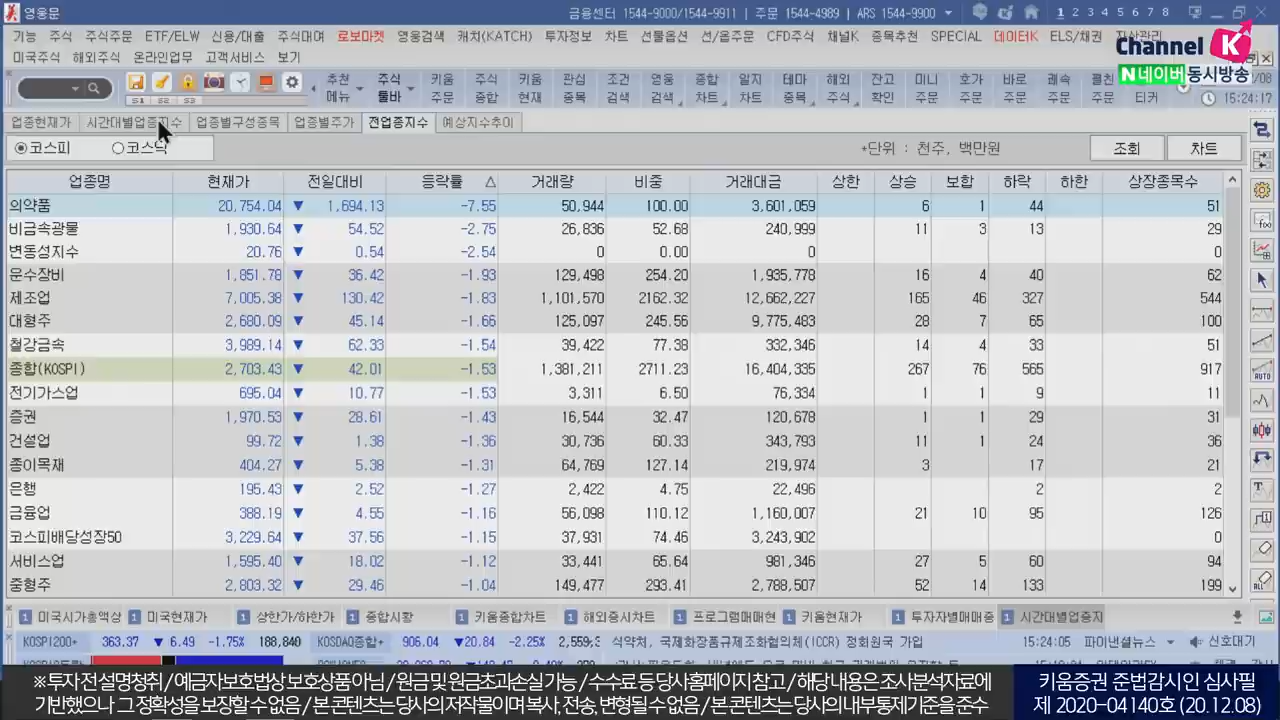 영웅문 금융센터 1544-9000/1544-9911 | 주문 1544-4989 | ARS 1544-9900 1 2 3 4 5 6 7 8
기능 주식 주식주문 ETF/ELW 신용/대출 주식대여 로보마켓 영웅검색 캐치(KATCH) 투자정보 차트 선물옵션 선/옵주문 CFD주식 채널K 종목추천 SPECIAL 데이터K ELS/채권 자산관리
Channel K
미국주식 해외주식 온라인업무 고객서비스 보기
N네이버 동시방송
추천 주식 키움 주식 키움 관심 조건 영웅 종합 일지 테마 해외 잔고 미니 호가 바로 쾌속
메뉴 툴바 주문 종합 현재 종목 검색 검색 차트 차트 종목 주식 확인 주문 주문 주문 주문 주문 티커
S1 S2 S3 15:24:17
업종현재가 시간대별업종지수 업종별구성종목 업종별주가 전업종지수 예상지수추이
코스피 코스닥 *단위 : 천주, 백만원 조회 차트
업종명 현재가 전일대비 등락률 △ 거래량 비중 거래대금 상한 상승 보합 하락 하한 상장종목수
의약품 20,754.04 ▼ 1,694.13 -7.55 50,944 100.00 3,601,059 6 1 44 51
비금속광물 1,930.64 ▼ 54.52 -2.75 26,836 52.68 240,999 11 3 13 29
변동성지수 20.76 ▼ 0.54 -2.54 0 0.00 0 0
운수장비 1,851.78 ▼ 36.42 -1.93 129,498 254.20 1,935,778 16 4 40 62
제조업 7,005.38 ▼ 130.42 -1.83 1,101,570 2162.32 12,662,227 165 46 327 544
대형주 2,680.09 ▼ 45.14 -1.66 125,097 245.56 9,775,483 28 7 65 100
철강금속 3,989.14 ▼ 62.33 -1.54 39,422 77.38 332,346 14 4 33 51
종합(KOSPI) 2,703.43 ▼ 42.01 -1.53 1,381,211 2711.23 16,404,335 267 76 565 917
전기가스업 695.04 ▼ 10.77 -1.53 3,311 6.50 76,334 1 1 9 11
증권 1,970.53 ▼ 28.61 -1.43 16,544 32.47 120,678 1 1 29 31
건설업 99.72 ▼ 1.38 -1.36 30,736 60.33 343,793 11 1 24 36
종이목재 404.27 ▼ 5.38 -1.31 64,769 127.14 219,974 3 17 21
은행 195.43 ▼ 2.52 -1.27 2,422 4.75 22,496 2 2
금융업 388.19 ▼ 4.55 -1.16 56,098 110.12 1,160,007 21 10 95 126
코스피배당성장50 3,229.64 ▼ 37.56 -1.15 37,931 74.46 3,243,902 0
서비스업 1,595.40 ▼ 18.02 -1.12 33,441 65.64 981,346 27 5 60 94
중형주 2,803.32 ▼ 29.46 -1.04 149,477 293.41 2,788,507 52 14 133 199
1 미국시가총액상 1 미국현재가 1 상한가/하한가 1 종합시황 1 키움종합차트 1 해외증시차트 1 프로그램매매현 1 키움현재가 1 투자자별매매종 1 시간대별업종지
KOSPI200+ 363.37 ▼ 6.49 -1.75% 188,840 KOSDAQ종합+ 906.04 ▼20.84 -2.25% 2,559,3 식약처, 국제화장품규제조화협의체(ICCR) 정회원국 가입 15:24:05 파이낸셜뉴스 신호대기
※ 투자 전 설명청취 / 예금자보호법상 보호상품 아님 / 원금 및 원금초과손실 가능 / 수수료 등 당사홈페이지 참고 / 해당 내용은 조사분석자료에
기반했으나 그 정확성을 보장할 수 없음 / 본 콘텐츠는 당사의 저작물이며 복사, 전송, 변형될 수 없음 / 본 콘텐츠는 당사의 내부통제기준을 준수
키움증권 준법감시인 심사필
제 2020-04140호 (20.12.08)